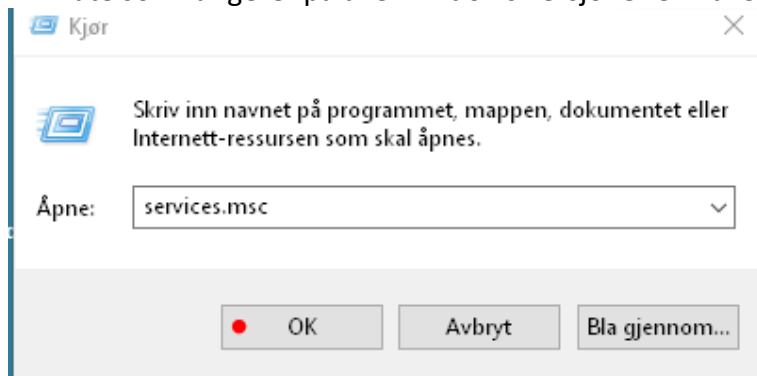 Kjør
Skriv inn navnet på programmet, mappen, dokumentet eller
Internett-ressursen som skal åpnes.
Åpne: services.msc
OK Avbryt Bla gjennom...